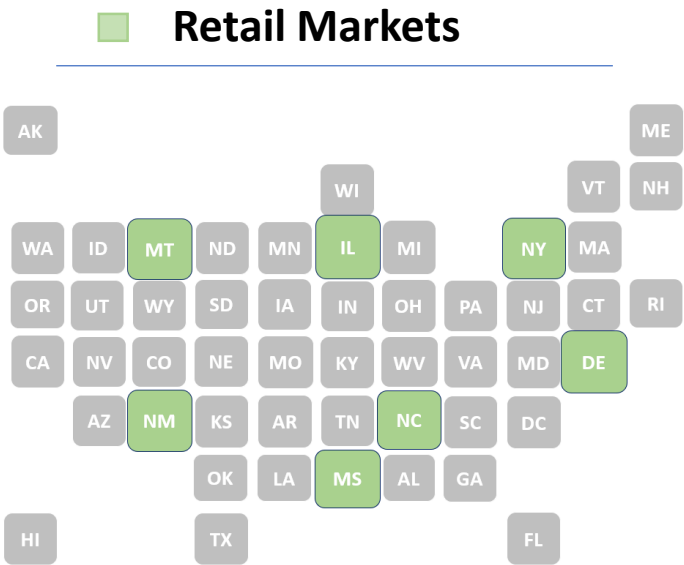 Retail Markets
AK ME
WI VT NH
WA ID MT ND MN IL MI NY MA
OR UT WY SD IA IN OH PA NJ CT RI
CA NV CO NE MO KY WV VA MD DE
AZ NM KS AR TN NC SC DC
OK LA MS AL GA
HI TX FL